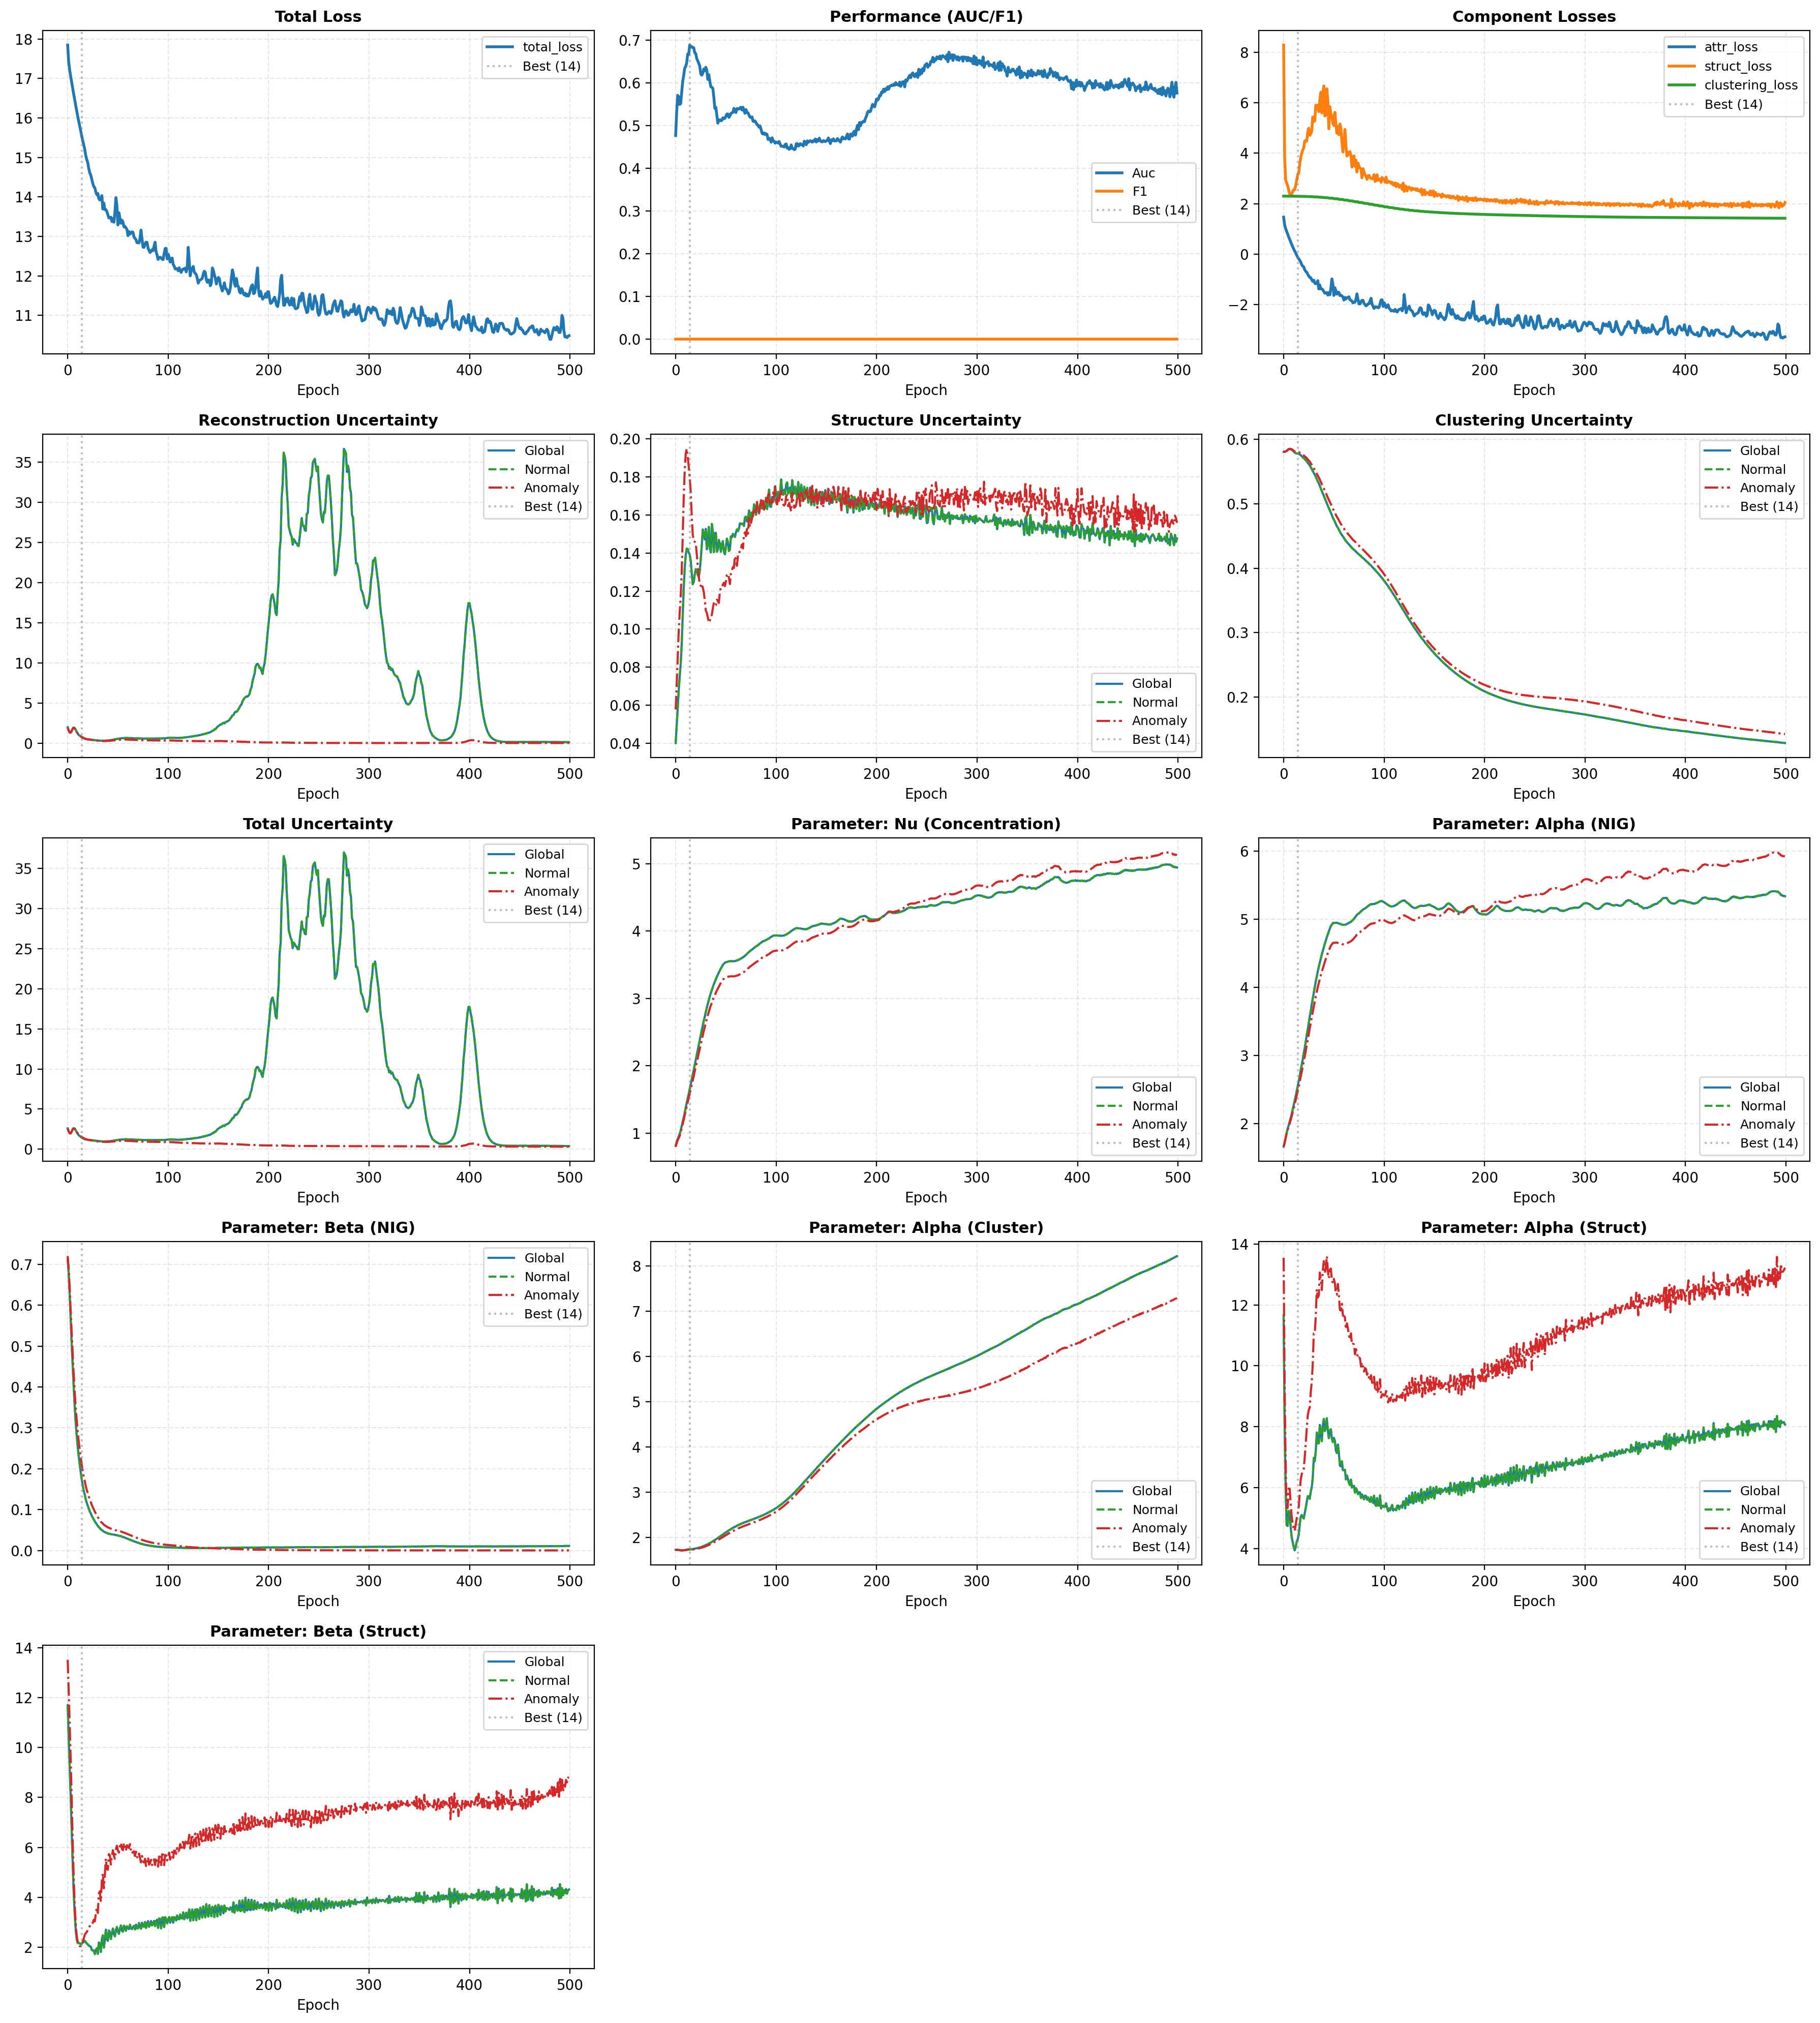 Total Loss
18
17
16
15
14
13
12
11
total_loss
Best (14)
0
100
200
300
400
500
Epoch
Performance (AUC/F1)
0.7
0.6
0.5
0.4
0.3
0.2
0.1
0.0
Auc
F1
Best (14)
0
100
200
300
400
500
Epoch
Component Losses
8
6
4
2
0
−2
attr_loss
struct_loss
clustering_loss
Best (14)
0
100
200
300
400
500
Epoch
Reconstruction Uncertainty
35
30
25
20
15
10
5
0
Global
Normal
Anomaly
Best (14)
0
100
200
300
400
500
Epoch
Structure Uncertainty
0.20
0.18
0.16
0.14
0.12
0.10
0.08
0.06
0.04
Global
Normal
Anomaly
Best (14)
0
100
200
300
400
500
Epoch
Clustering Uncertainty
0.6
0.5
0.4
0.3
0.2
Global
Normal
Anomaly
Best (14)
0
100
200
300
400
500
Epoch
Total Uncertainty
35
30
25
20
15
10
5
0
Global
Normal
Anomaly
Best (14)
0
100
200
300
400
500
Epoch
Parameter: Nu (Concentration)
5
4
3
2
1
Global
Normal
Anomaly
Best (14)
0
100
200
300
400
500
Epoch
Parameter: Alpha (NIG)
6
5
4
3
2
Global
Normal
Anomaly
Best (14)
0
100
200
300
400
500
Epoch
Parameter: Beta (NIG)
0.7
0.6
0.5
0.4
0.3
0.2
0.1
0.0
Global
Normal
Anomaly
Best (14)
0
100
200
300
400
500
Epoch
Parameter: Alpha (Cluster)
8
7
6
5
4
3
2
Global
Normal
Anomaly
Best (14)
0
100
200
300
400
500
Epoch
Parameter: Alpha (Struct)
14
12
10
8
6
4
Global
Normal
Anomaly
Best (14)
0
100
200
300
400
500
Epoch
Parameter: Beta (Struct)
14
12
10
8
6
4
2
Global
Normal
Anomaly
Best (14)
0
100
200
300
400
500
Epoch